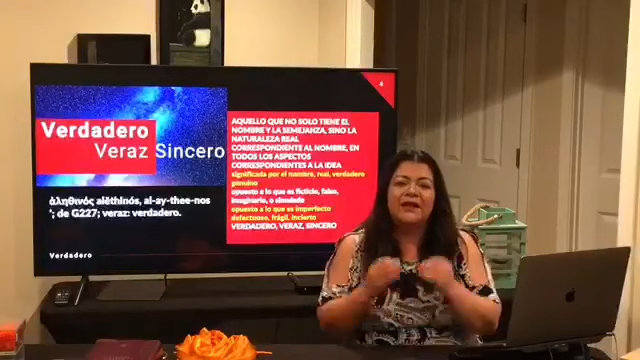 4
Verdadero
Veraz Sincero
ἀληθινός alēthinós, al-ay-thee-nos
´; de G227; veraz: verdadero.
Verdadero
AQUELLO QUE NO SOLO TIENE EL
NOMBRE Y LA SEMEJANZA, SINO LA
NATURALEZA REAL
CORRESPONDIENTE AL NOMBRE, EN
TODOS LOS ASPECTOS
CORRESPONDIENTES A LA IDEA
significada por el nombre, real, verdadero
genuino
opuesto a lo que es ficticio, falso,
imaginario, o simulado
opuesto a lo que es imperfecto
defectuoso, frágil, incierto
VERDADERO, VERAZ, SINCERO